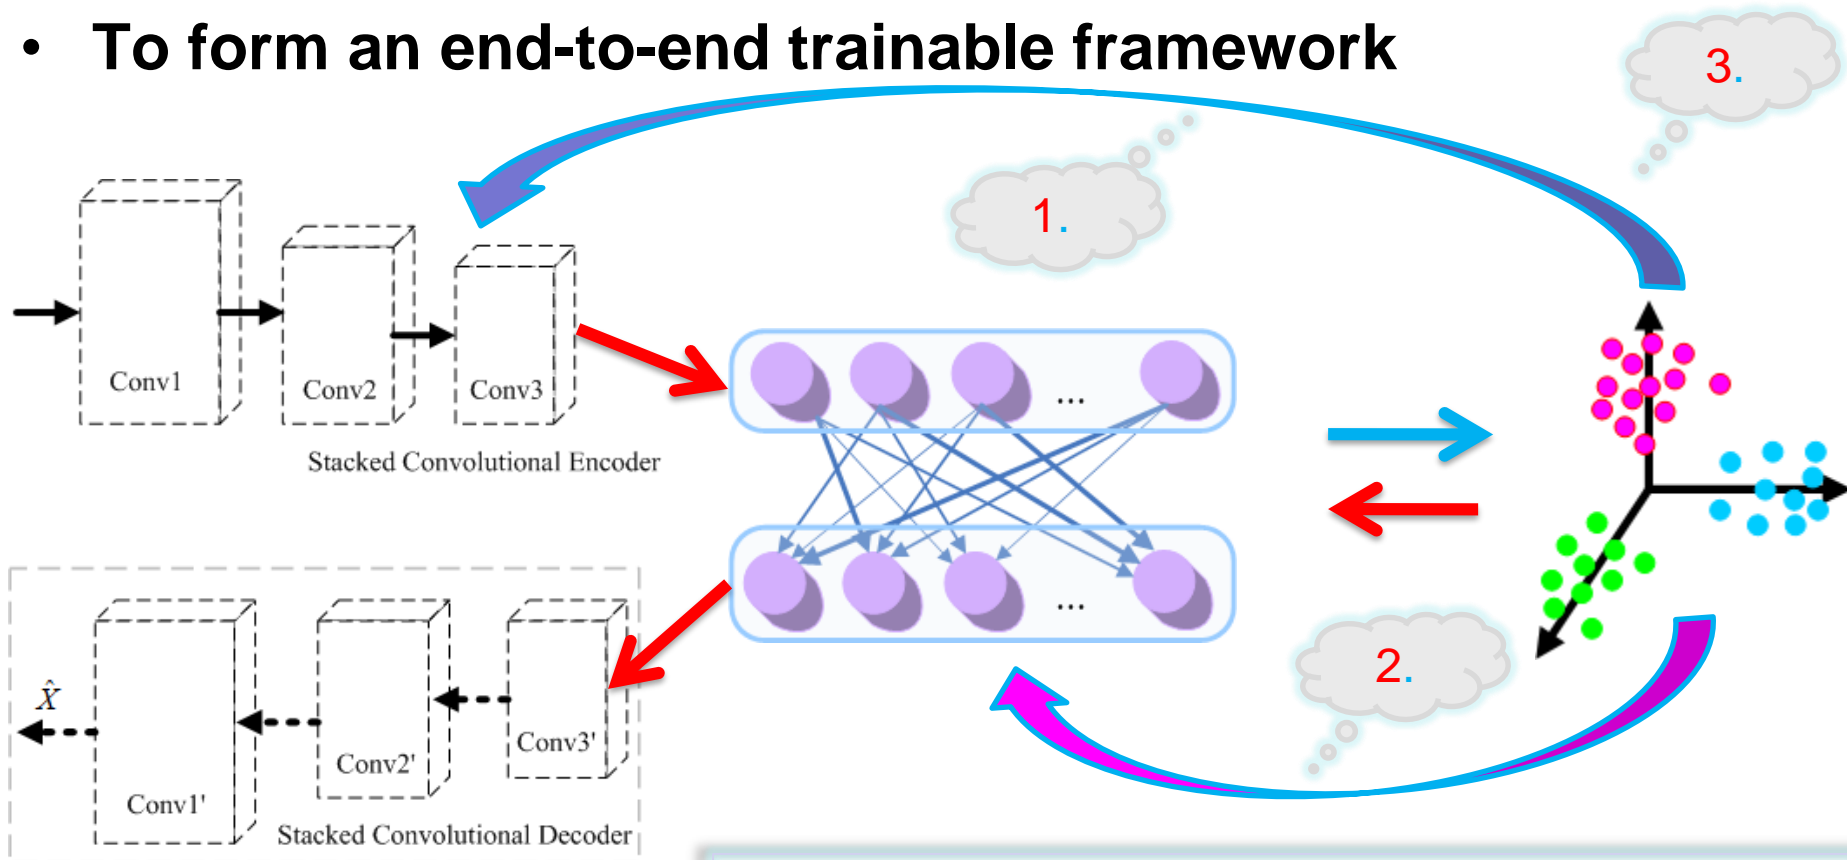 • To form an end-to-end trainable framework
3.
1.
Conv1
Conv2
Conv3
...
Stacked Convolutional Encoder
...
2.
X̂
Conv3'
Conv2'
Conv1'
Stacked Convolutional Decoder